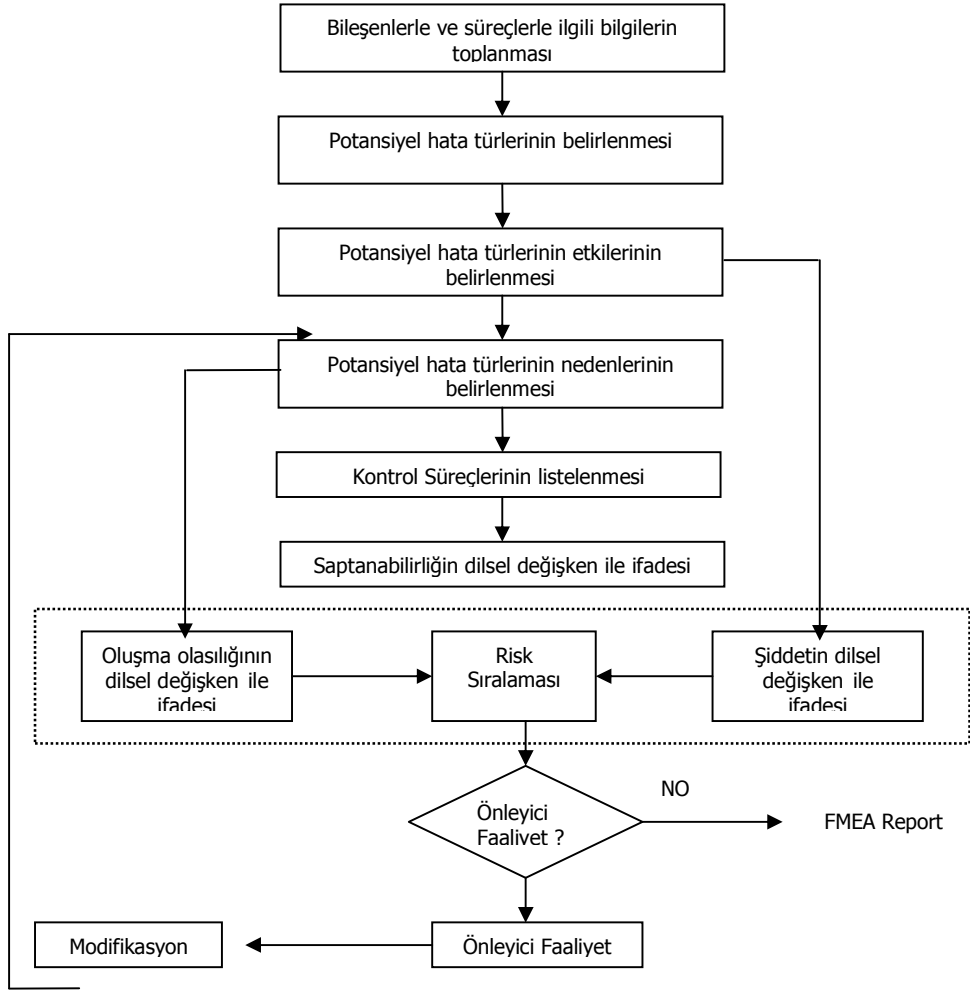 Bileşenlerle ve süreçlerle ilgili bilgilerin
toplanması
Potansiyel hata türlerinin belirlenmesi
Potansiyel hata türlerinin etkilerinin
belirlenmesi
Potansiyel hata türlerinin nedenlerinin
belirlenmesi
Kontrol Süreçlerinin listelenmesi
Saptanabilirliğin dilsel değişken ile ifadesi
Oluşma olasılığının
dilsel değişken ile
ifadesi
Risk
Sıralaması
Şiddetin dilsel
değişken ile
ifadesi
Önleyici
Faaliyet ?
NO
FMEA Report
Modifikasyon
Önleyici Faaliyet